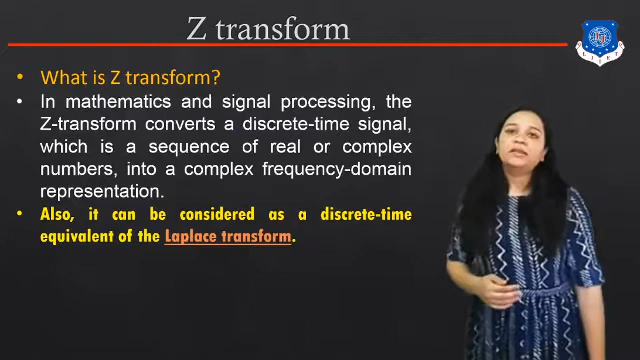 Z transform
• What is Z transform?
• In mathematics and signal processing, the
Z-transform converts a discrete-time signal,
which is a sequence of real or complex
numbers, into a complex frequency-domain
representation.
• Also, it can be considered as a discrete-time
equivalent of the Laplace transform.